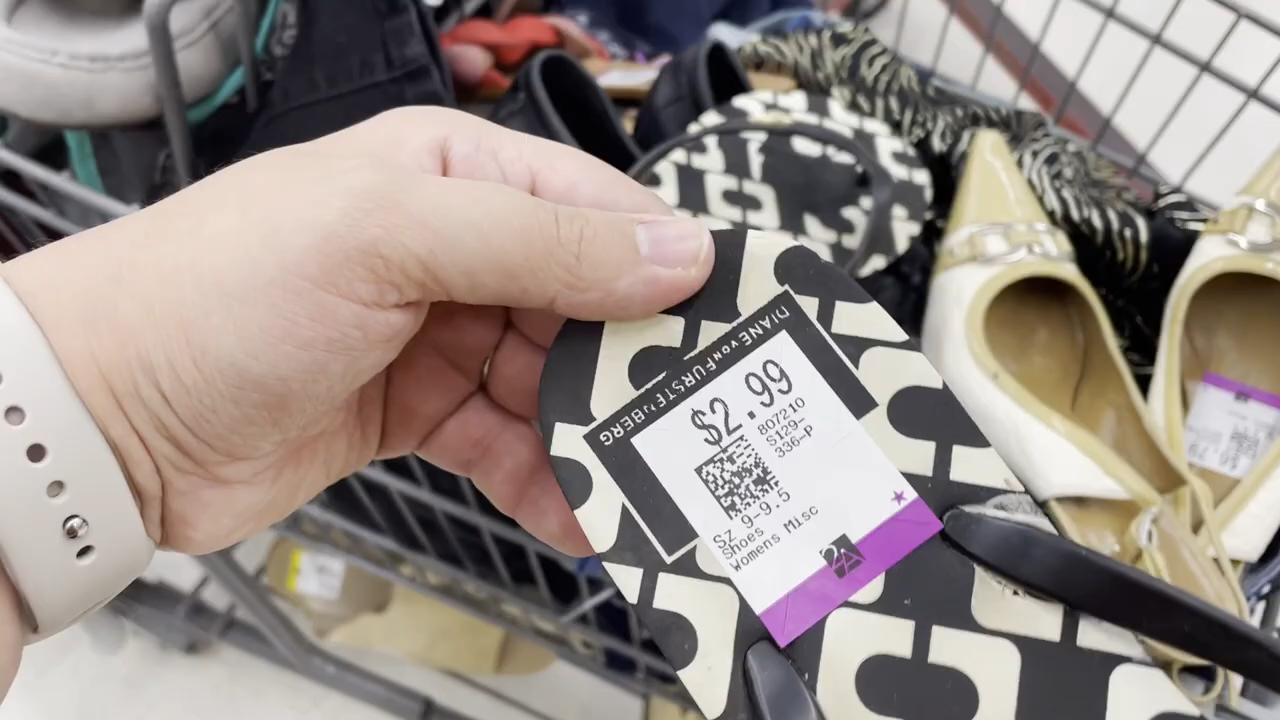 DIANE VON FURSTENBERG
$2.99
807210
S129-
336-P
SZ 9-9.5
Shoes
Womens Misc